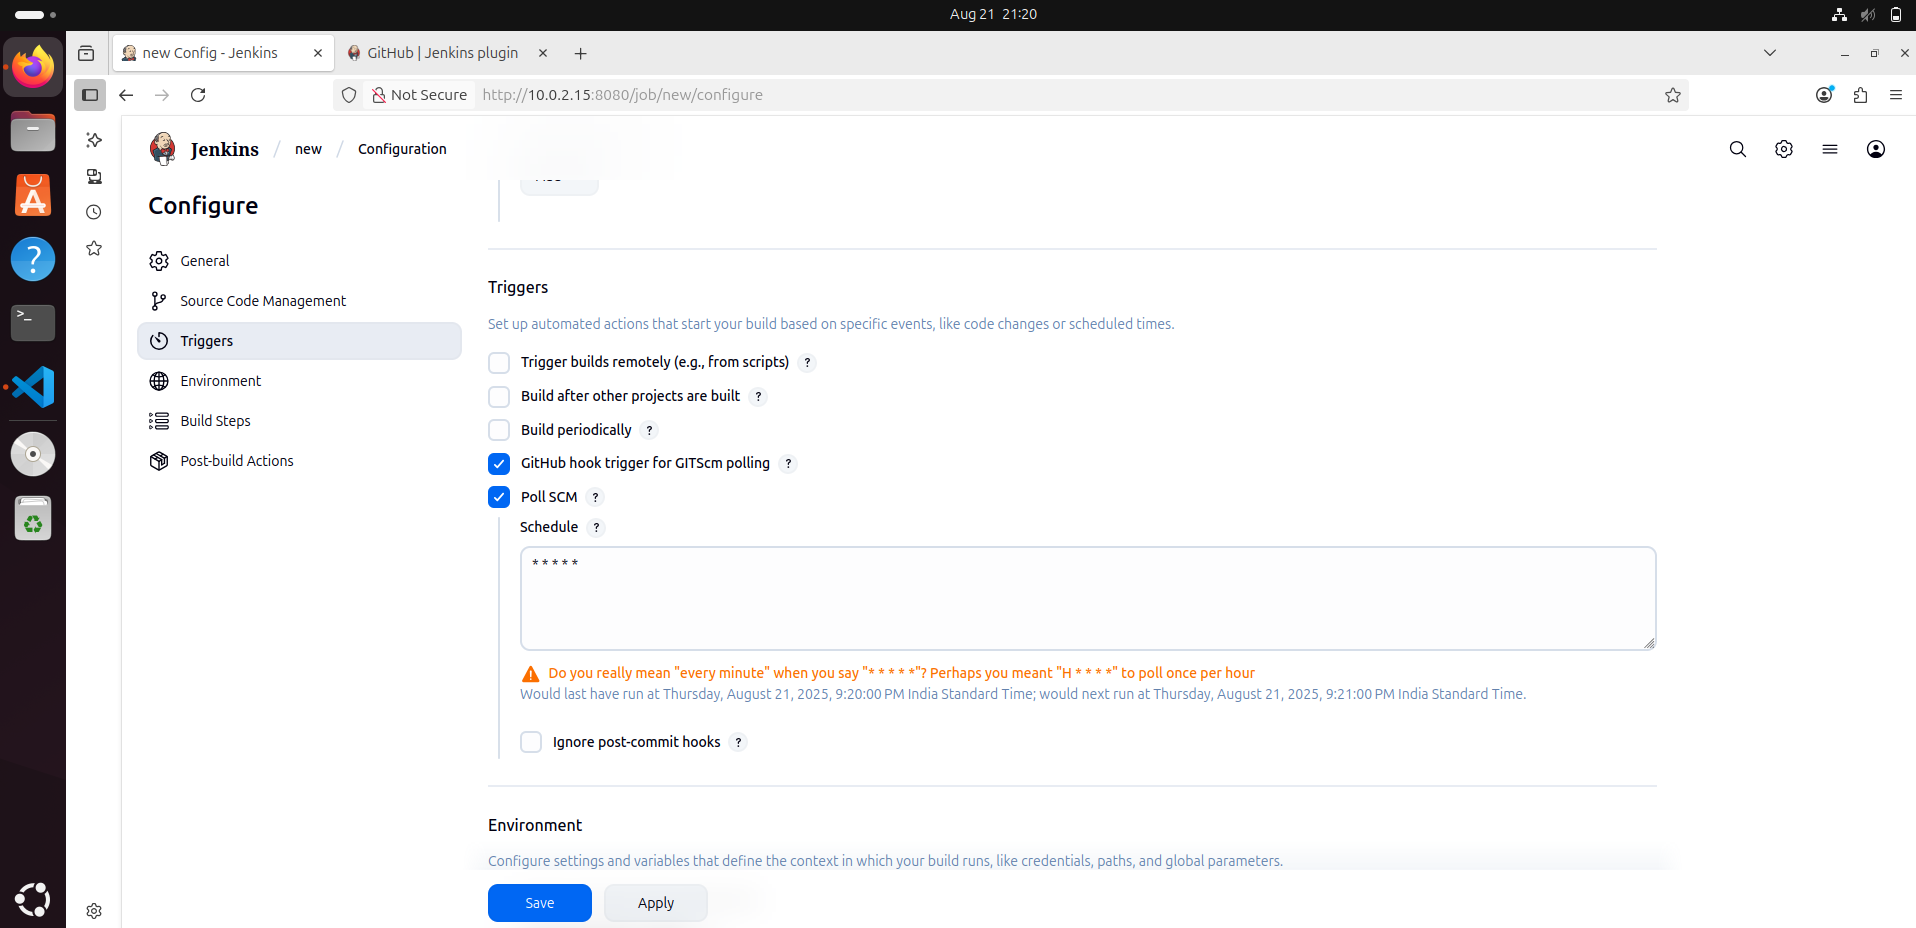 Aug 21 21:20
new Config - Jenkins
GitHub | Jenkins plugin
Not Secure
http://10.0.2.15:8080/job/new/configure
Jenkins / new / Configuration
Configure
General
Source Code Management
Triggers
Environment
Build Steps
Post-build Actions
Triggers
Set up automated actions that start your build based on specific events, like code changes or scheduled times.
Trigger builds remotely (e.g., from scripts) ?
Build after other projects are built ?
Build periodically ?
GitHub hook trigger for GITScm polling ?
Poll SCM ?
Schedule ?
* * * * *
Do you really mean "every minute" when you say "* * * * *"? Perhaps you meant "H * * * *" to poll once per hour
Would last have run at Thursday, August 21, 2025, 9:20:00 PM India Standard Time; would next run at Thursday, August 21, 2025, 9:21:00 PM India Standard Time.
Ignore post-commit hooks ?
Environment
Configure settings and variables that define the context in which your build runs, like credentials, paths, and global parameters.
Save
Apply